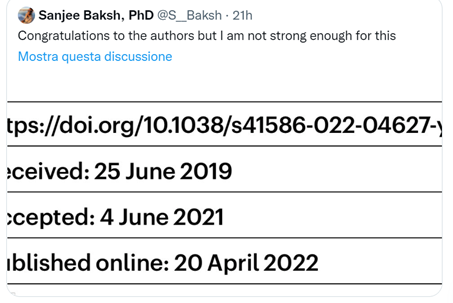 Sanjee Baksh, PhD @S__Baksh · 21h
Congratulations to the authors but I am not strong enough for this
Mostra questa discussione
tps://doi.org/10.1038/s41586-022-04627-y
eceived: 25 June 2019
ccepted: 4 June 2021
ublished online: 20 April 2022